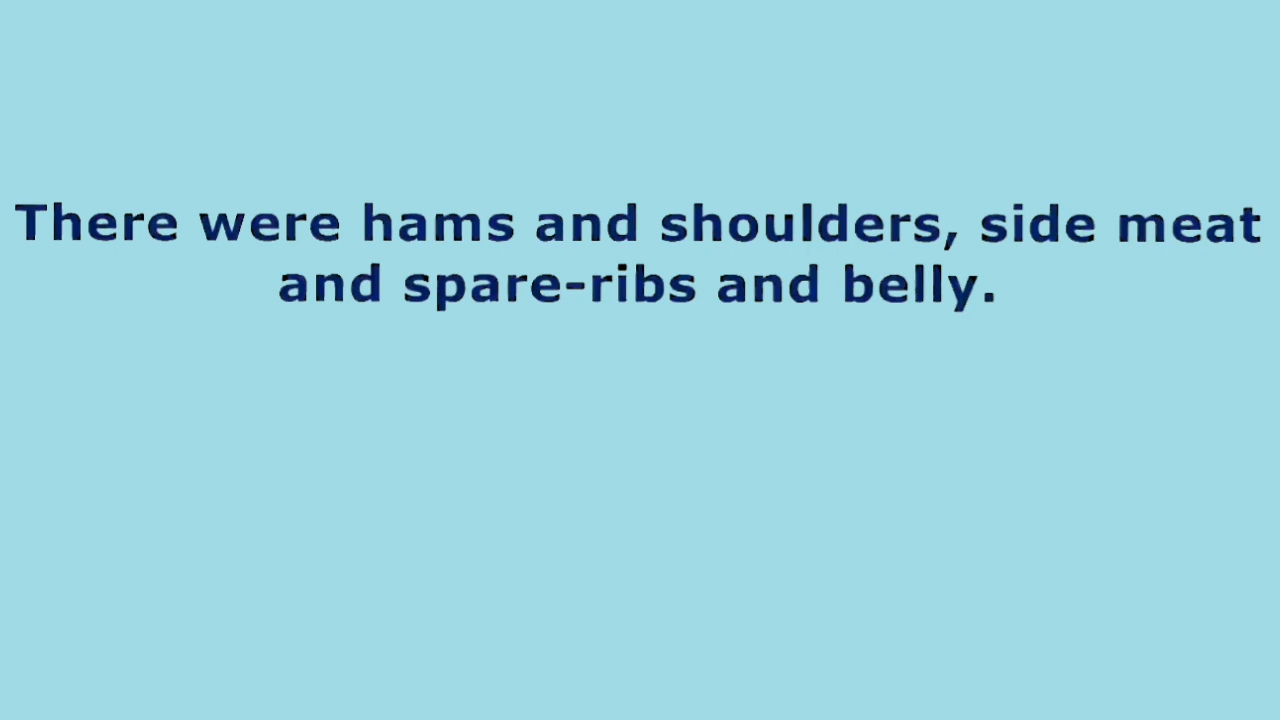 There were hams and shoulders, side meat
and spare-ribs and belly.